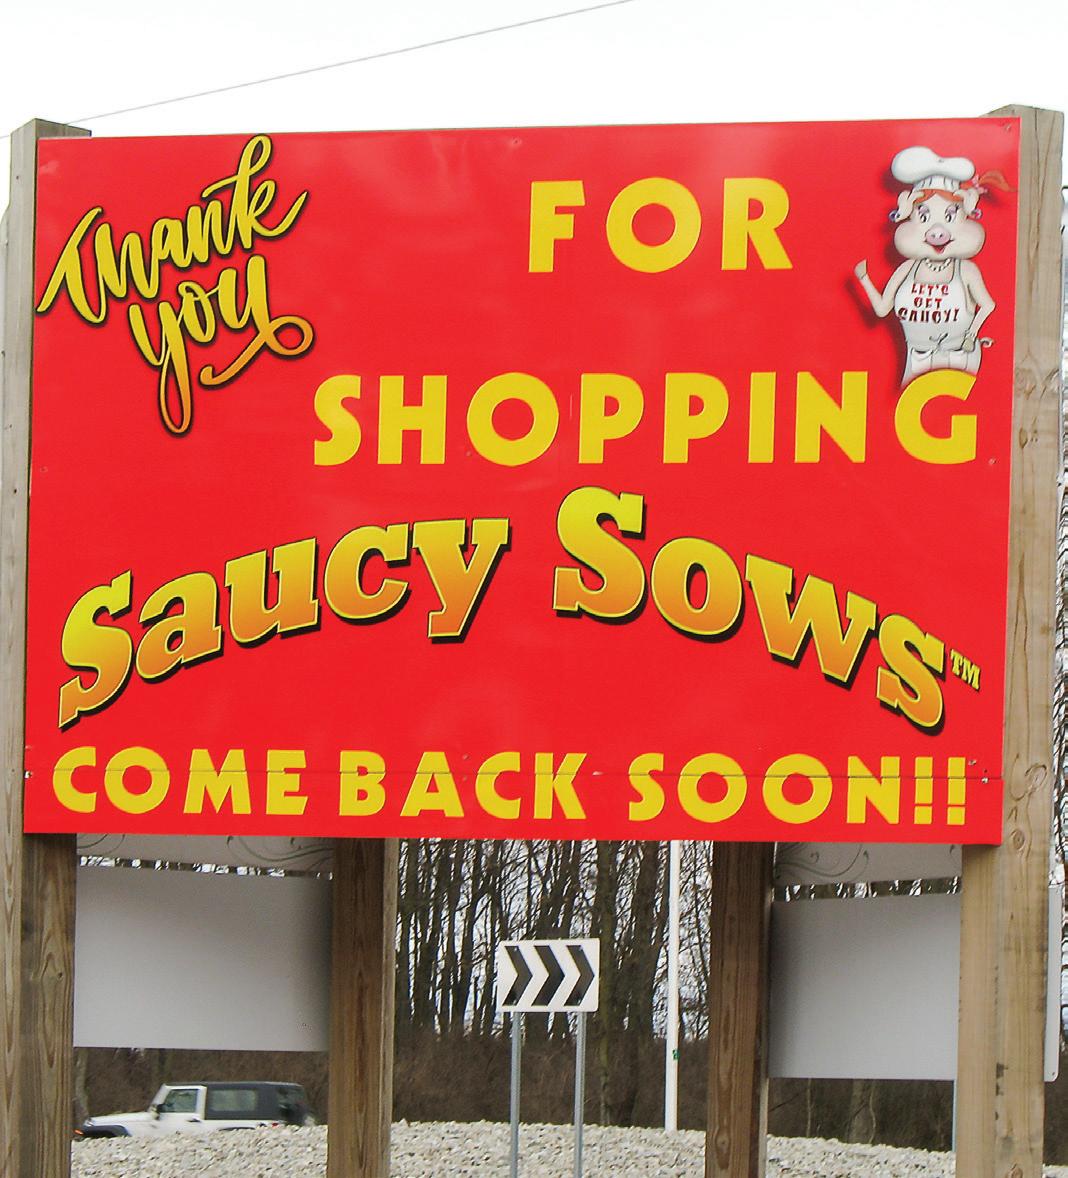 Thank
you
FOR
LET'S
GET
SAUCY!
SHOPPING
Saucy Sows™
COME BACK SOON!!